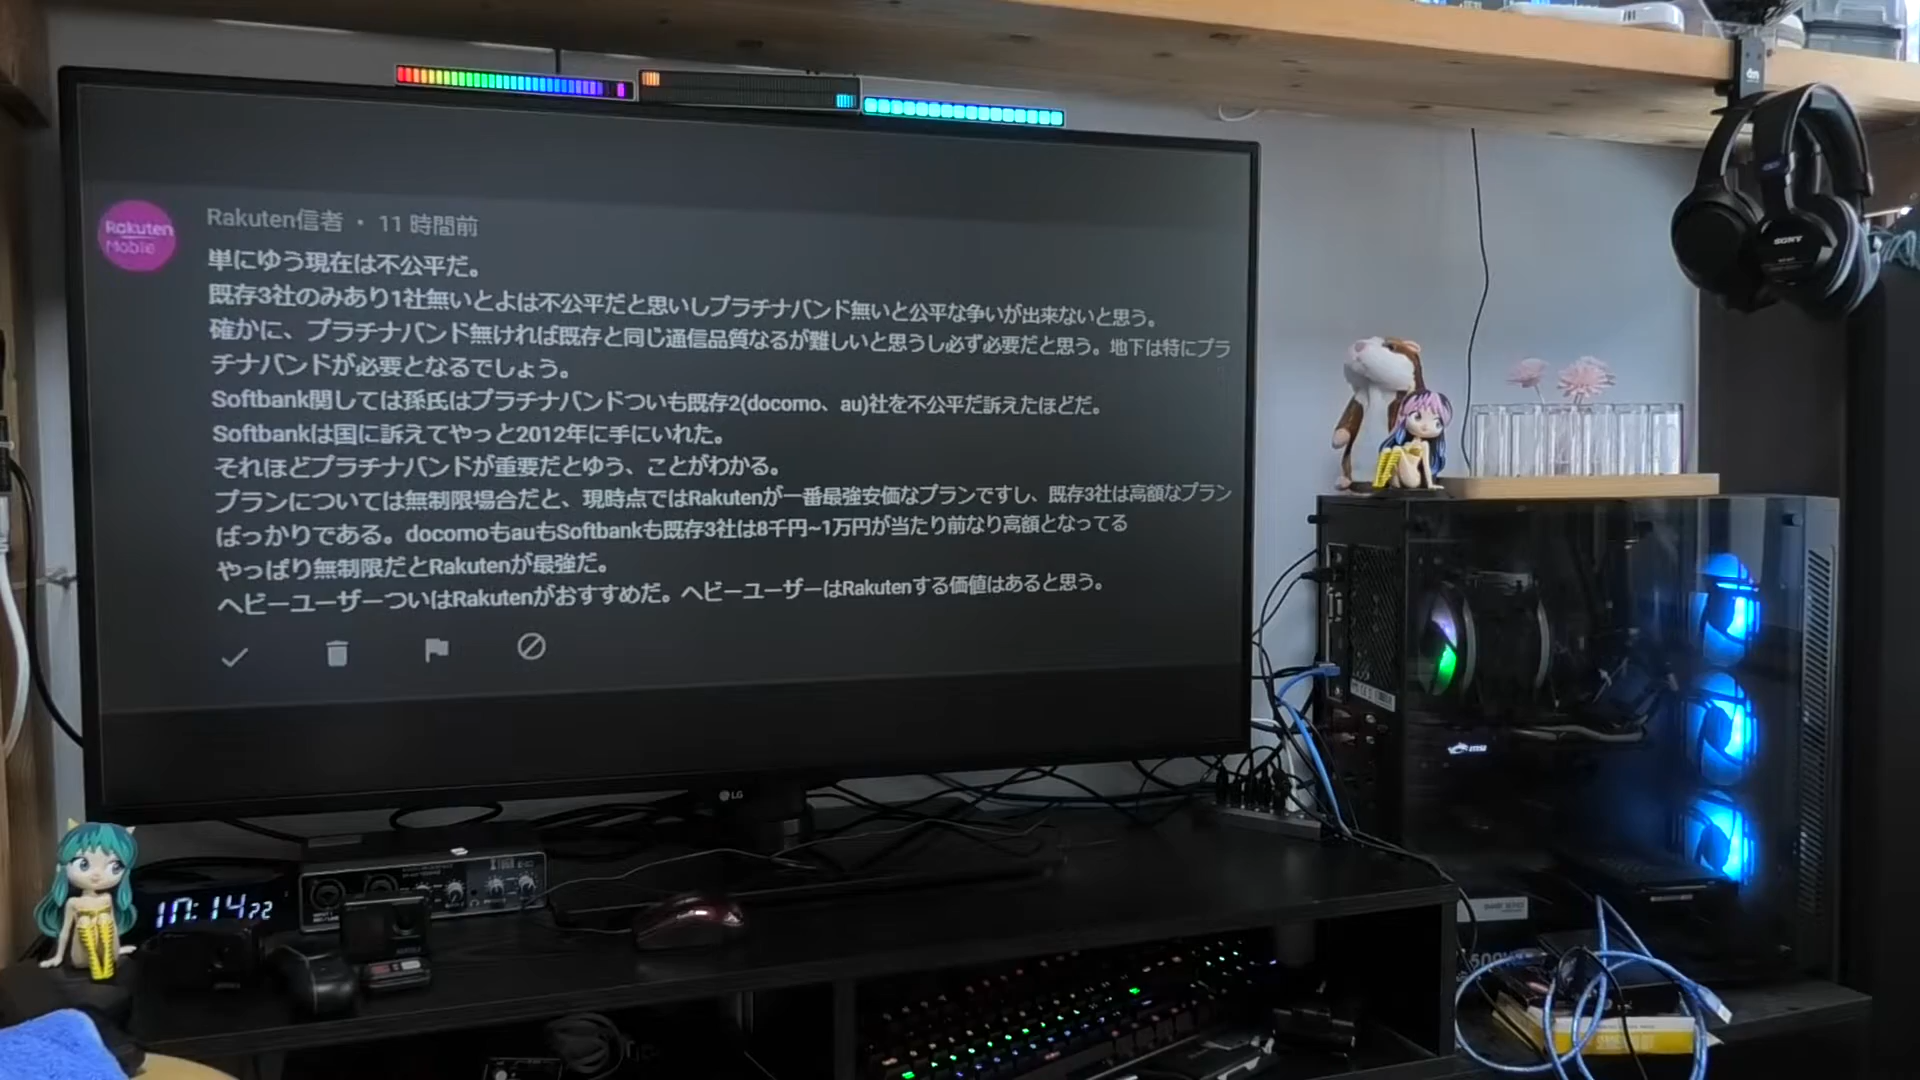 Rakuten
Mobile
Rakuten信者 ・ 11 時間前
単にゆう現在は不公平だ。
既存3社のみあり1社無いとよは不公平だと思いしプラチナバンド無いと公平な争いが出来ないと思う。
確かに、プラチナバンド無ければ既存と同じ通信品質なるが難しいと思うし必ず必要だと思う。地下は特にプラ
チナバンドが必要となるでしょう。
Softbank関しては孫氏はプラチナバンドついも既存2(docomo、au)社を不公平だ訴えたほどだ。
Softbankは国に訴えてやっと2012年に手にいれた。
それほどプラチナバンドが重要だとゆう、ことがわかる。
プランについては無制限場合だと、現時点ではRakutenが一番最強安価なプランですし、既存3社は高額なプラン
ばっかりである。docomoもauもSoftbankも既存3社は8千円~1万円が当たり前なり高額となってる
やっぱり無制限だとRakutenが最強だ。
ヘビーユーザーついはRakutenがおすすめだ。ヘビーユーザーはRakutenする価値はあると思う。
LG
SONY
msi
10:14 22
500